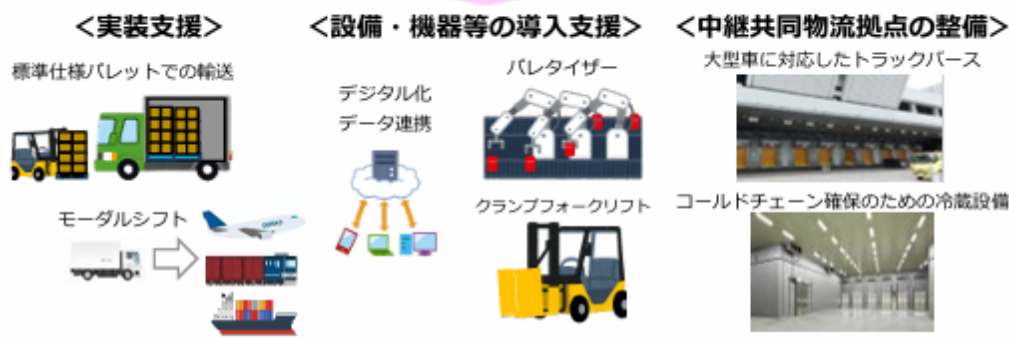 ＜実装支援＞
標準仕様パレットでの輸送
モーダルシフト
＜設備・機器等の導入支援＞
デジタル化
データ連携
パレタイザー
クランプフォークリフト
＜中継共同物流拠点の整備＞
大型車に対応したトラックバース
コールドチェーン確保のための冷蔵設備